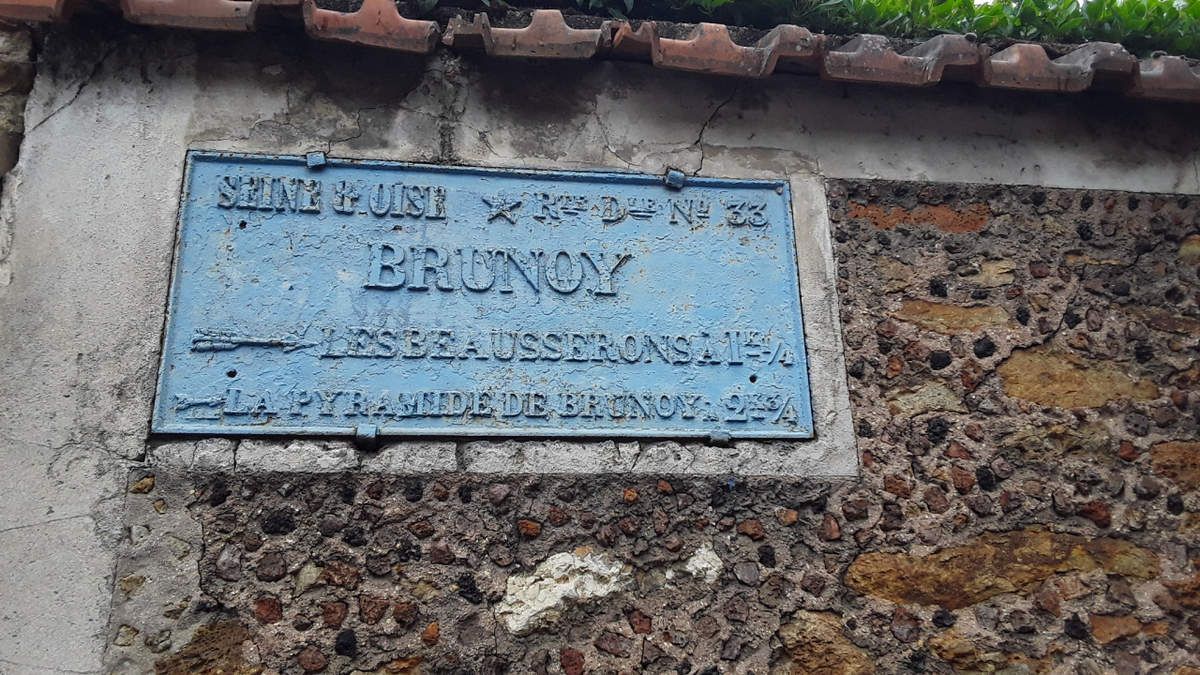 SEINE & OISE ★ RTE DLE NO 33
BRUNOY
LES BEAUSSERONS À 1K 1/4
LA PYRAMIDE DE BRUNOY. 2K 3/4